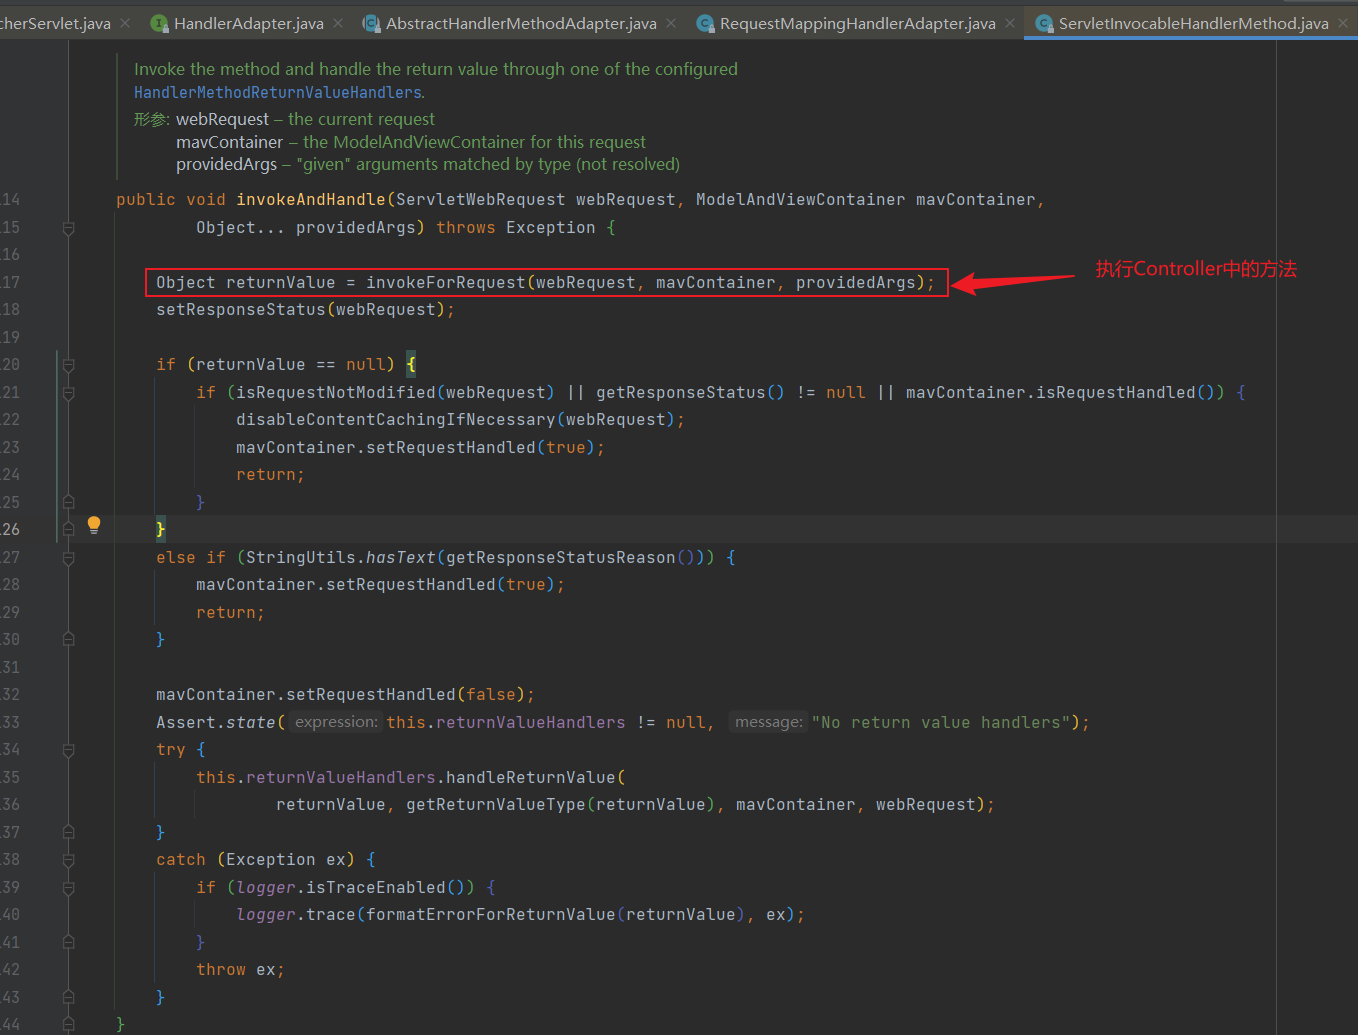 cherServlet.java HandlerAdapter.java AbstractHandlerMethodAdapter.java RequestMappingHandlerAdapter.java ServletInvocableHandlerMethod.java
Invoke the method and handle the return value through one of the configured
HandlerMethodReturnValueHandlers.
形参: webRequest – the current request
mavContainer – the ModelAndViewContainer for this request
providedArgs – "given" arguments matched by type (not resolved)
14 public void invokeAndHandle(ServletWebRequest webRequest, ModelAndViewContainer mavContainer,
15 Object... providedArgs) throws Exception {
16
17 Object returnValue = invokeForRequest(webRequest, mavContainer, providedArgs); 执行Controller中的方法
18 setResponseStatus(webRequest);
19
20 if (returnValue == null) {
21 if (isRequestNotModified(webRequest) || getResponseStatus() != null || mavContainer.isRequestHandled()) {
22 disableContentCachingIfNecessary(webRequest);
23 mavContainer.setRequestHandled(true);
24 return;
25 }
26 }
27 else if (StringUtils.hasText(getResponseStatusReason())) {
28 mavContainer.setRequestHandled(true);
29 return;
30 }
31
32 mavContainer.setRequestHandled(false);
33 Assert.state( expression: this.returnValueHandlers != null, message: "No return value handlers");
34 try {
35 this.returnValueHandlers.handleReturnValue(
36 returnValue, getReturnValueType(returnValue), mavContainer, webRequest);
37 }
38 catch (Exception ex) {
39 if (logger.isTraceEnabled()) {
40 logger.trace(formatErrorForReturnValue(returnValue), ex);
41 }
42 throw ex;
43 }
44 }